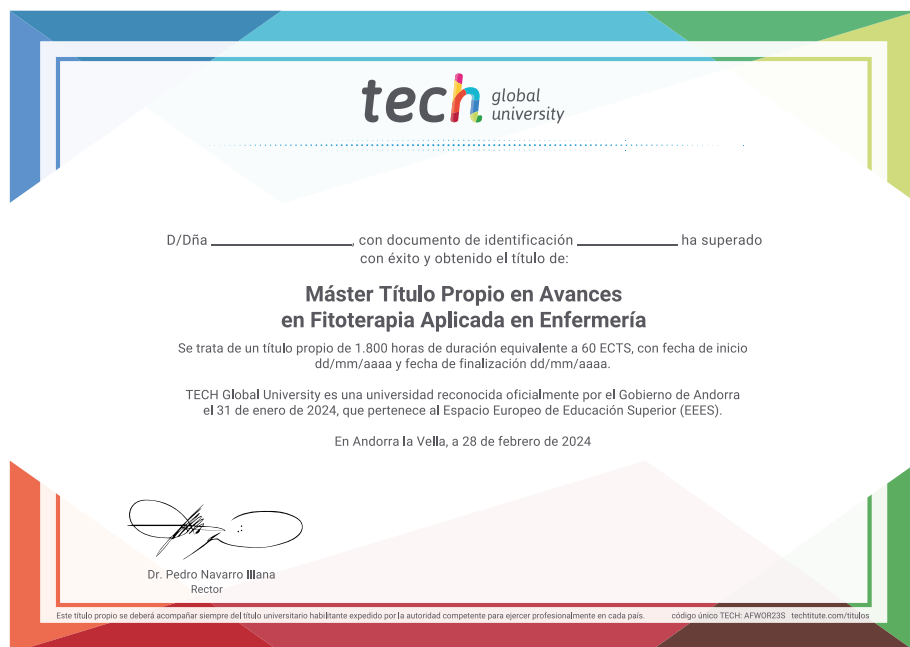 tech global university
D/Dña ____________________, con documento de identificación ______________ ha superado
con éxito y obtenido el título de:
Máster Título Propio en Avances
en Fitoterapia Aplicada en Enfermería
Se trata de un título propio de 1.800 horas de duración equivalente a 60 ECTS, con fecha de inicio
dd/mm/aaaa y fecha de finalización dd/mm/aaaa.
TECH Global University es una universidad reconocida oficialmente por el Gobierno de Andorra
el 31 de enero de 2024, que pertenece al Espacio Europeo de Educación Superior (EEES).
En Andorra la Vella, a 28 de febrero de 2024
Dr. Pedro Navarro Illana
Rector
Este título propio se deberá acompañar siempre del título universitario habilitante expedido por la autoridad competente para ejercer profesionalmente en cada país. código único TECH: AFWOR23S techtitute.com/titulos